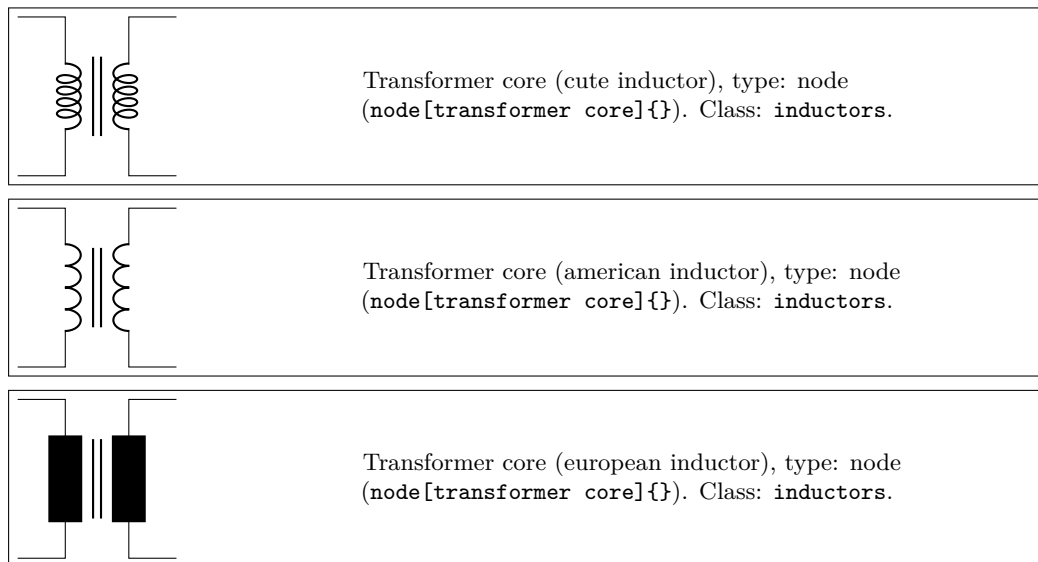 Transformer core (cute inductor), type: node
(node[transformer core]{}). Class: inductors.
Transformer core (american inductor), type: node
(node[transformer core]{}). Class: inductors.
Transformer core (european inductor), type: node
(node[transformer core]{}). Class: inductors.